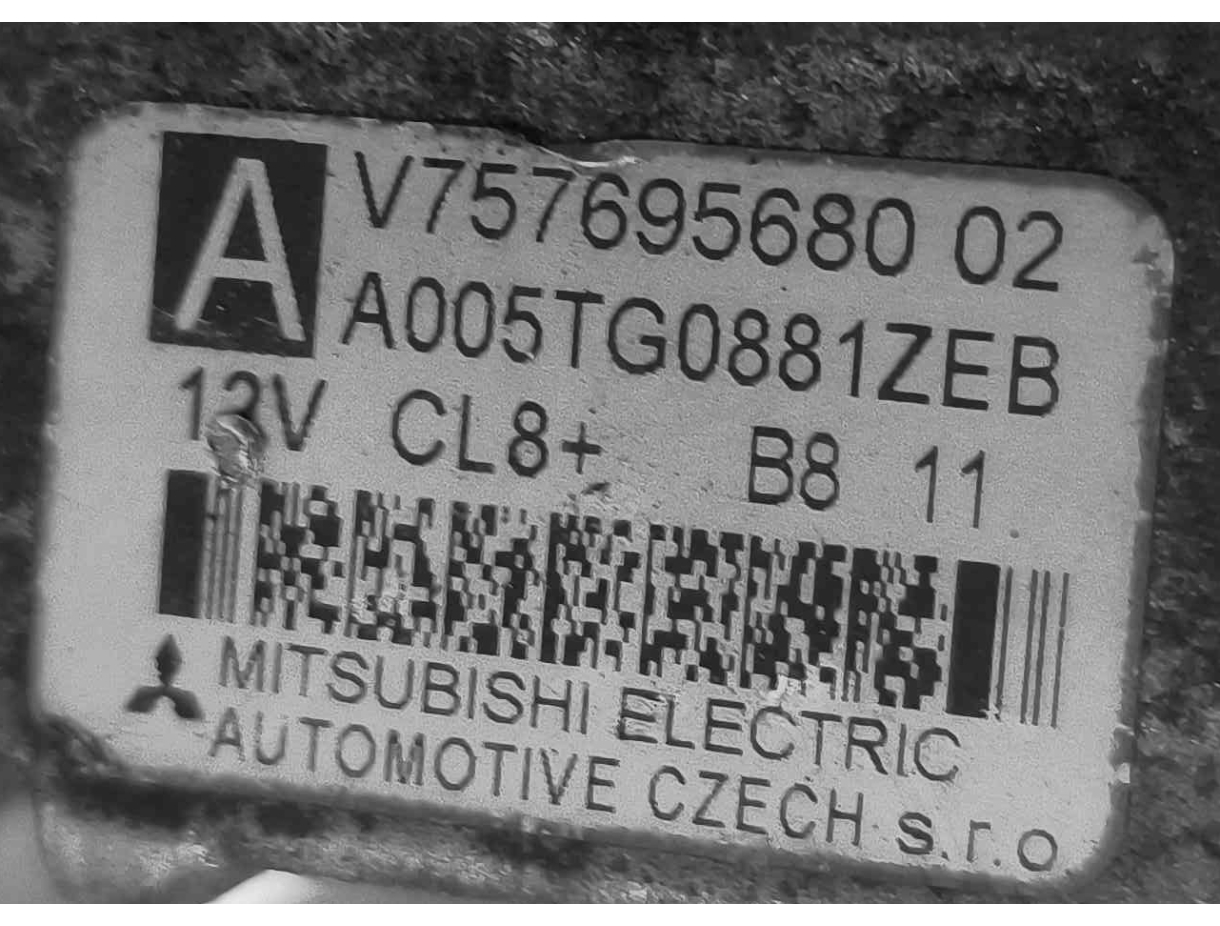 A V757695680 02
A005TG0881ZEB
12V CL8+ B8 11
MITSUBISHI ELECTRIC
AUTOMOTIVE CZECH s.r.o